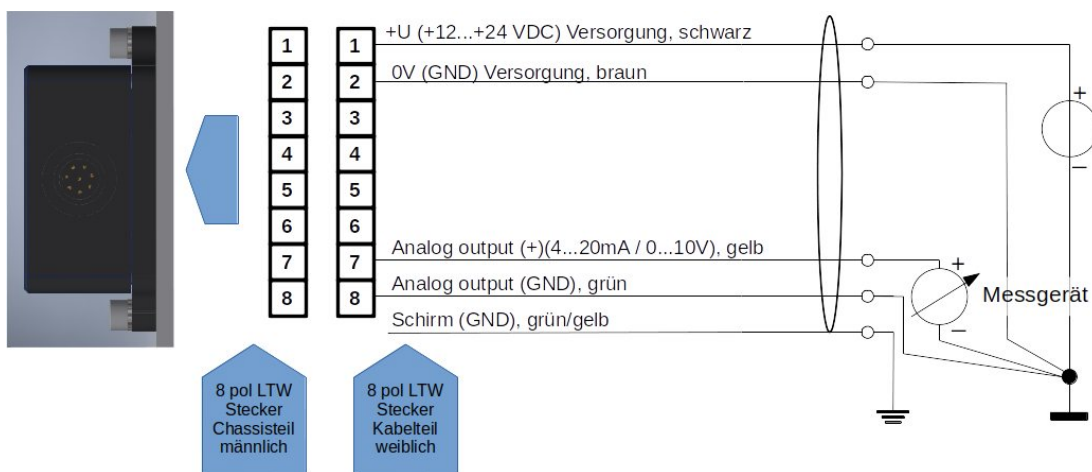 +U (+12...+24 VDC) Versorgung, schwarz
0V (GND) Versorgung, braun
1
2
3
4
5
6
7
8
1
2
3
4
5
6
7
8
Analog output (+)(4...20mA / 0...10V), gelb
Analog output (GND), grün
Schirm (GND), grün/gelb
+
−
+
−
Messgerät
8 pol LTW
Stecker
Chassisteil
männlich
8 pol LTW
Stecker
Kabelteil
weiblich